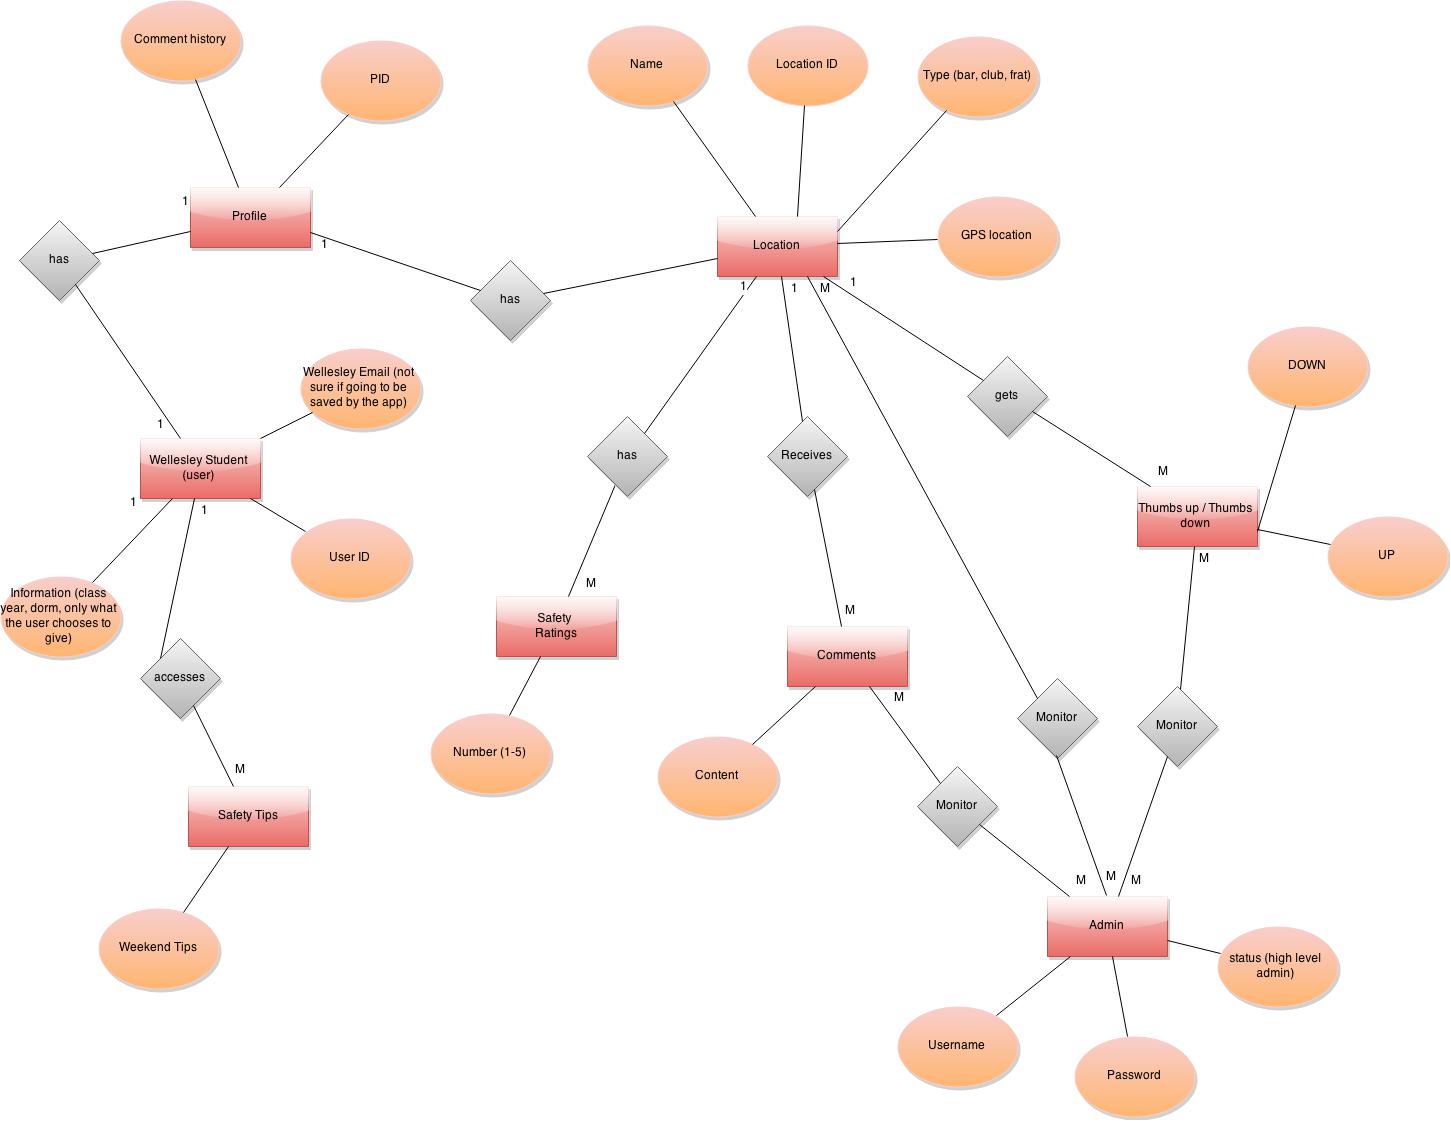 Comment history
PID
Name
Location ID
Type (bar, club, frat)
1
Profile
1
has
has
Location
GPS location
1
1
M
1
gets
DOWN
Wellesley Email (not
sure if going to be
saved by the app)
1
Wellesley Student
(user)
1
1
has
Receives
M
Thumbs up / Thumbs
down
M
UP
User ID
Information (class
year, dorm, only what
the user chooses to
give)
M
Safety
Ratings
M
Comments
M
accesses
Monitor
Monitor
Number (1-5)
Content
M
Safety Tips
Monitor
M
M
M
Admin
Weekend Tips
status (high level
admin)
Username
Password